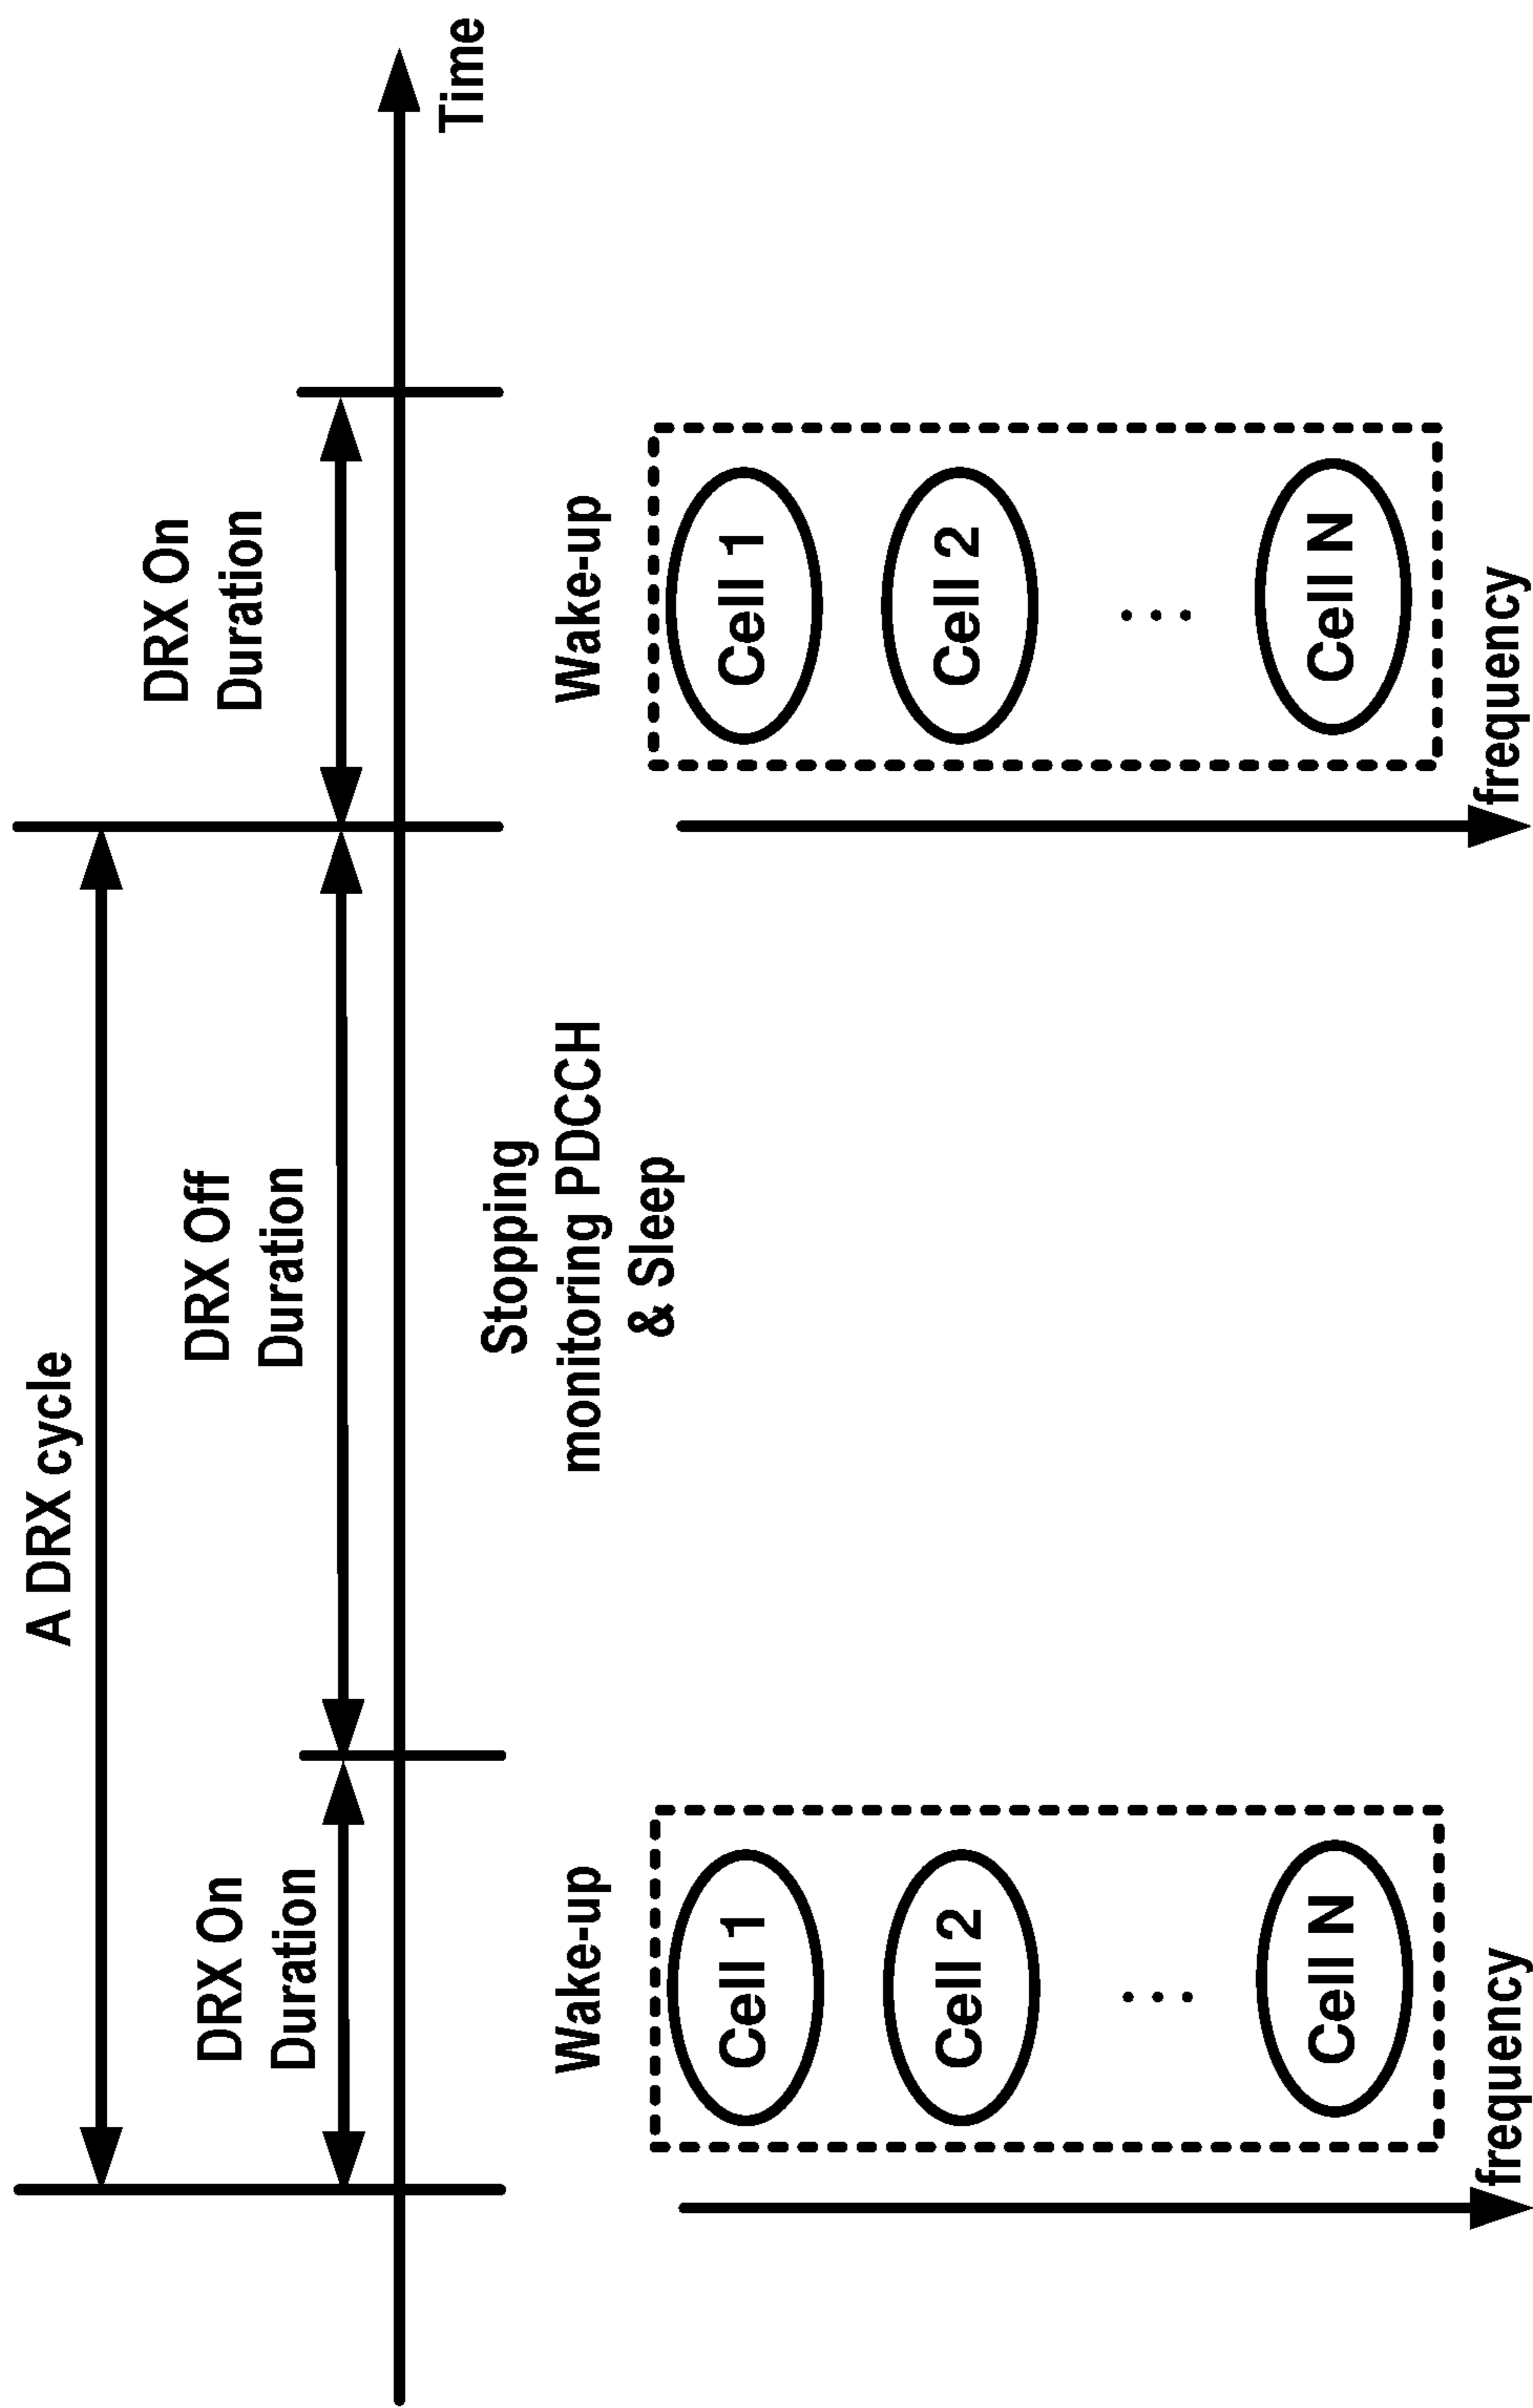 A DRX cycle
DRX On
Duration
DRX Off
Duration
DRX On
Duration
Time
Stopping
monitoring PDCCH
& Sleep
Wake-up
Cell 1
Cell 2
...
Cell N
frequency
Wake-up
Cell 1
Cell 2
...
Cell N
frequency